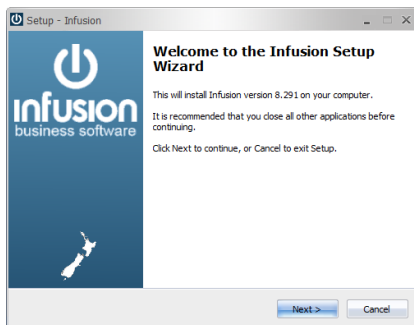 Setup - Infusion
Welcome to the Infusion Setup
Wizard
This will install Infusion version 8.291 on your computer.
It is recommended that you close all other applications before
continuing.
Click Next to continue, or Cancel to exit Setup.
infusion
business software
Next >
Cancel